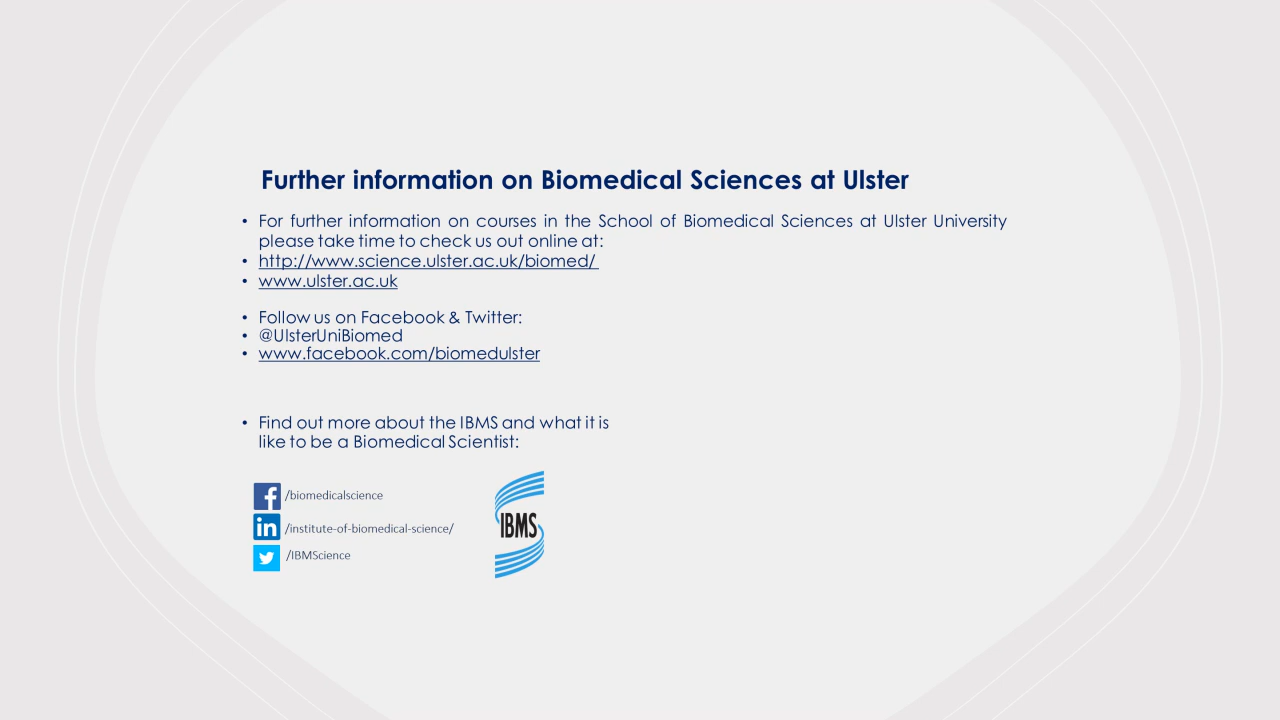 Further information on Biomedical Sciences at Ulster
• For further information on courses in the School of Biomedical Sciences at Ulster University
please take time to check us out online at:
• http://www.science.ulster.ac.uk/biomed/
• www.ulster.ac.uk
• Follow us on Facebook & Twitter:
• @UlsterUniBiomed
• www.facebook.com/biomedulster
• Find out more about the IBMS and what it is
like to be a Biomedical Scientist:
/biomedicalscience
/institute-of-biomedical-science/
/IBMScience
IBMS